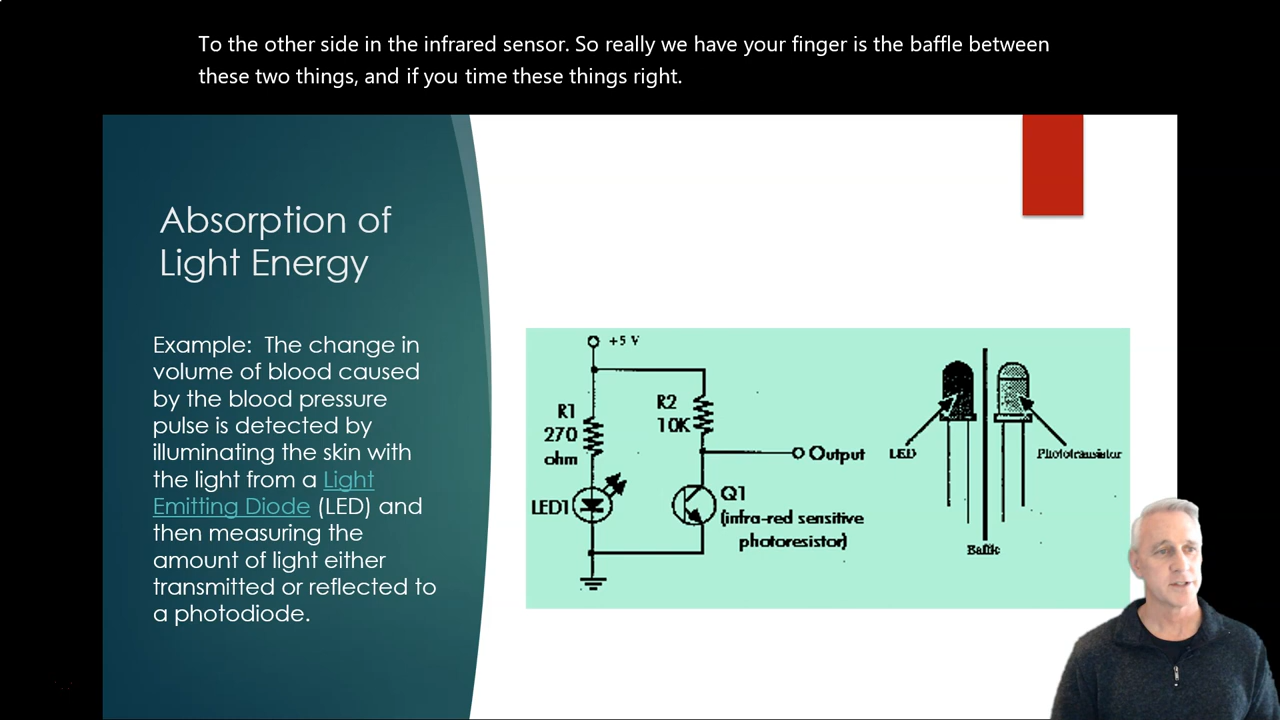 To the other side in the infrared sensor. So really we have your finger is the baffle between
these two things, and if you time these things right.
Absorption of
Light Energy
Example:  The change in
volume of blood caused
by the blood pressure
pulse is detected by
illuminating the skin with
the light from a Light
Emitting Diode (LED) and
then measuring the
amount of light either
transmitted or reflected to
a photodiode.
+5 V
R1
270
ohm
R2
10K
Output
LED1
Q1
(infra-red sensitive
photoresistor)
LED
Phototransistor
Baffle